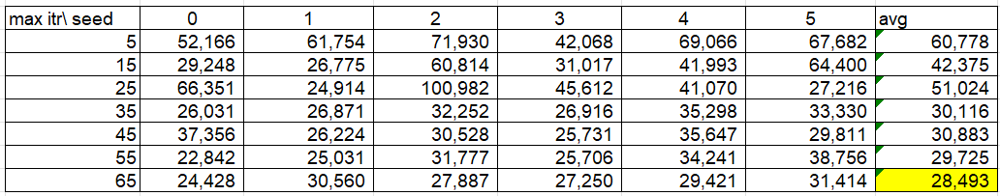 max itr\ seed 0 1 2 3 4 5 avg
5 52,166 61,754 71,930 42,068 69,066 67,682 60,778
15 29,248 26,775 60,814 31,017 41,993 64,400 42,375
25 66,351 24,914 100,982 45,612 41,070 27,216 51,024
35 26,031 26,871 32,252 26,916 35,298 33,330 30,116
45 37,356 26,224 30,528 25,731 35,647 29,811 30,883
55 22,842 25,031 31,777 25,706 34,241 38,756 29,725
65 24,428 30,560 27,887 27,250 29,421 31,414 28,493